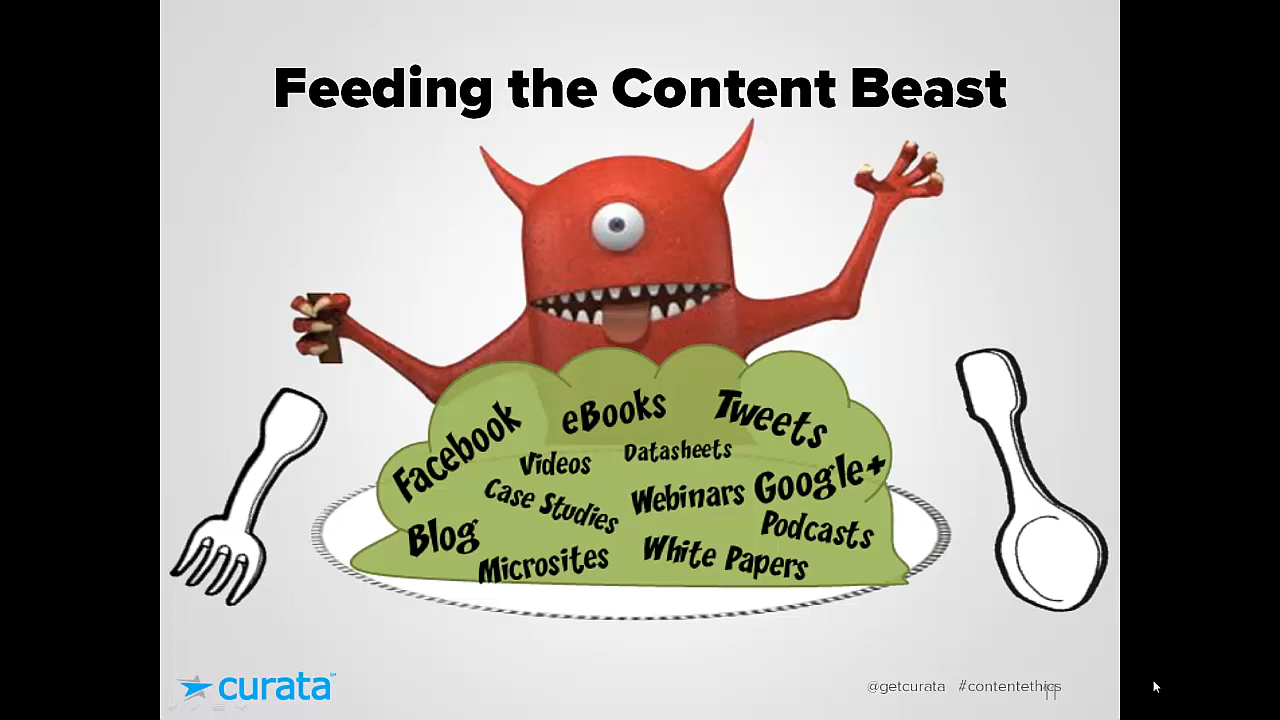 Feeding the Content Beast
Facebook
eBooks
Tweets
Videos
Datasheets
Case Studies
Webinars
Google+
Blog
Podcasts
Microsites
White Papers
curata
@getcurata #contentethics